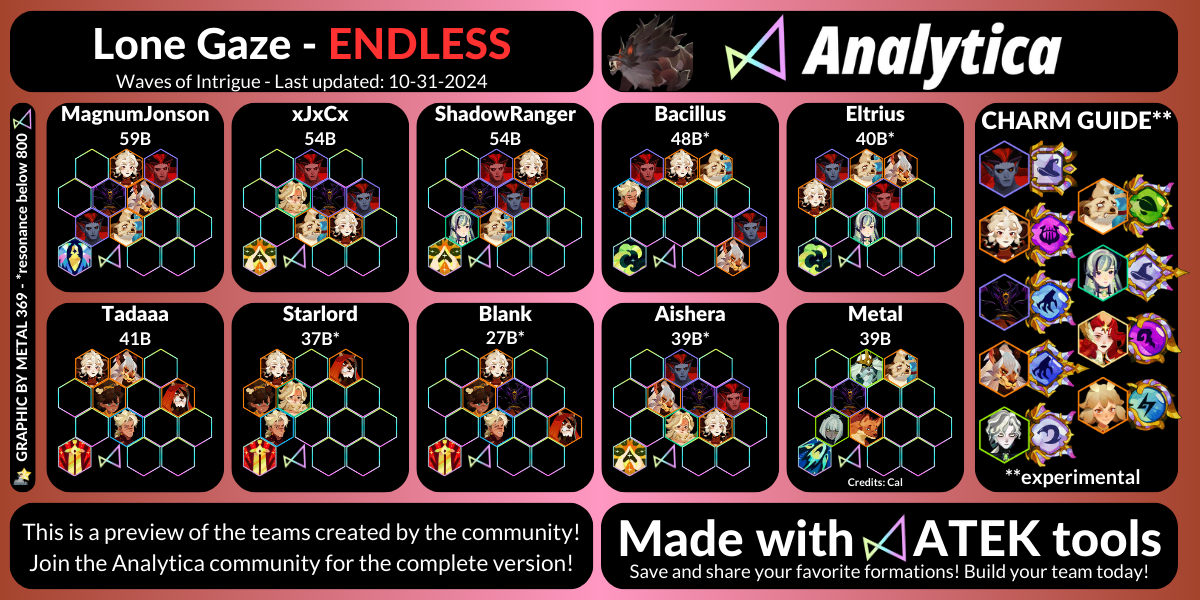 Lone Gaze - ENDLESS
Waves of Intrigue - Last updated: 10-31-2024
Analytica
GRAPHIC BY METAL 369 - *resonance below 800
MagnumJonson
59B
xJxCx
54B
ShadowRanger
54B
Bacillus
48B*
Eltrius
40B*
CHARM GUIDE**
Tadaaa
41B
Starlord
37B*
Blank
27B*
Aishera
39B*
Metal
39B
Credits: Cal
**experimental
This is a preview of the teams created by the community!
Join the Analytica community for the complete version!
Made with ATEK tools
Save and share your favorite formations! Build your team today!